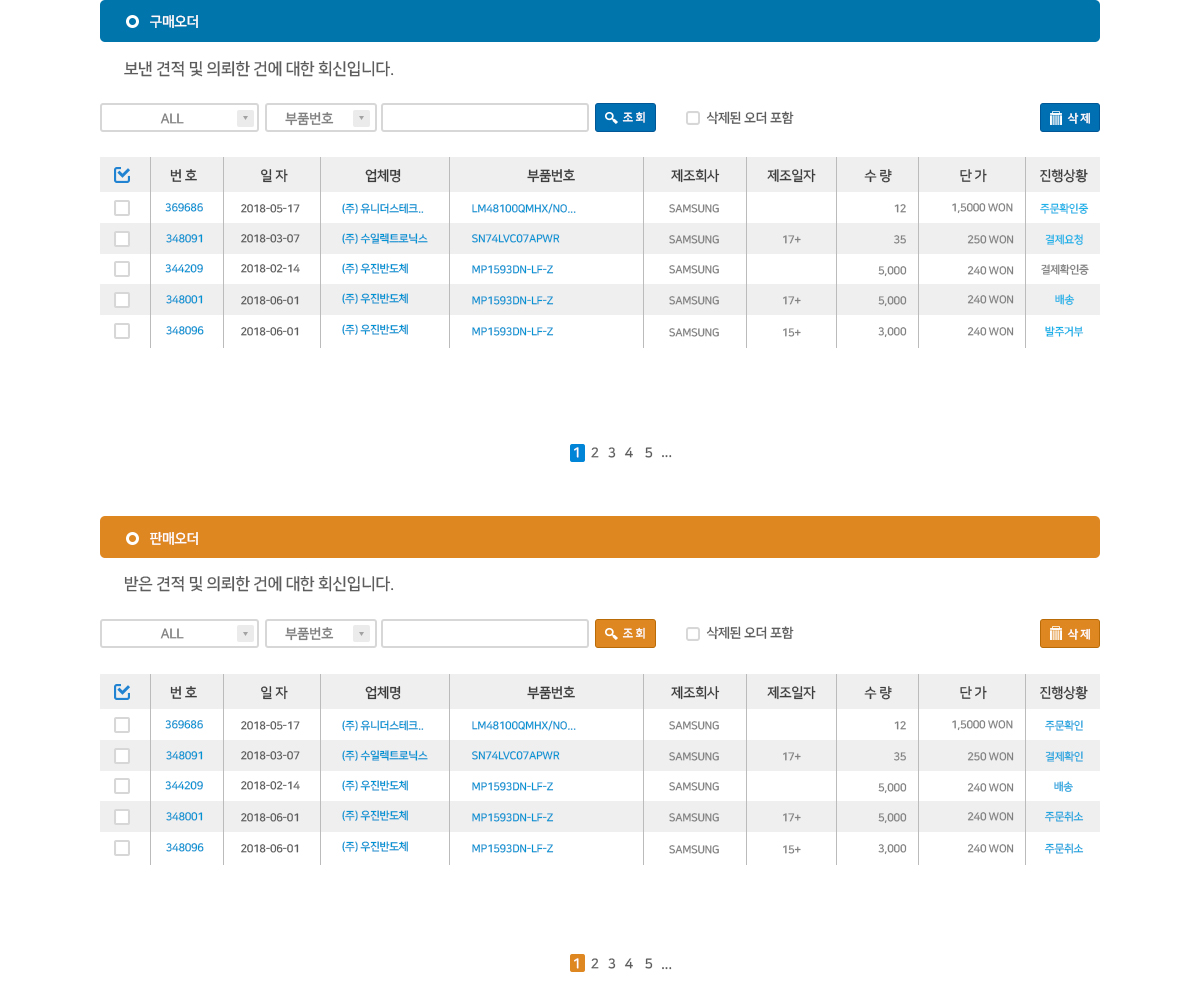 구매오더
보낸 견적 및 의뢰한 건에 대한 회신입니다.
ALL 부품번호 조회 삭제된 오더 포함 삭제
번호 일자 업체명 부품번호 제조회사 제조일자 수량 단가 진행상황
369686 2018-05-17 (주) 유니더스테크.. LM48100QMHX/NO... SAMSUNG 12 1,5000 WON 주문확인중
348091 2018-03-07 (주) 수일렉트로닉스 SN74LVC07APWR SAMSUNG 17+ 35 250 WON 결제요청
344209 2018-02-14 (주) 우진반도체 MP1593DN-LF-Z SAMSUNG 5,000 240 WON 결제확인중
348001 2018-06-01 (주) 우진반도체 MP1593DN-LF-Z SAMSUNG 17+ 5,000 240 WON 배송
348096 2018-06-01 (주) 우진반도체 MP1593DN-LF-Z SAMSUNG 15+ 3,000 240 WON 발주거부
1 2 3 4 5 ...
판매오더
받은 견적 및 의뢰한 건에 대한 회신입니다.
ALL 부품번호 조회 삭제된 오더 포함 삭제
번호 일자 업체명 부품번호 제조회사 제조일자 수량 단가 진행상황
369686 2018-05-17 (주) 유니더스테크.. LM48100QMHX/NO... SAMSUNG 12 1,5000 WON 주문확인
348091 2018-03-07 (주) 수일렉트로닉스 SN74LVC07APWR SAMSUNG 17+ 35 250 WON 결제확인
344209 2018-02-14 (주) 우진반도체 MP1593DN-LF-Z SAMSUNG 5,000 240 WON 배송
348001 2018-06-01 (주) 우진반도체 MP1593DN-LF-Z SAMSUNG 17+ 5,000 240 WON 주문취소
348096 2018-06-01 (주) 우진반도체 MP1593DN-LF-Z SAMSUNG 15+ 3,000 240 WON 주문취소
1 2 3 4 5 ...